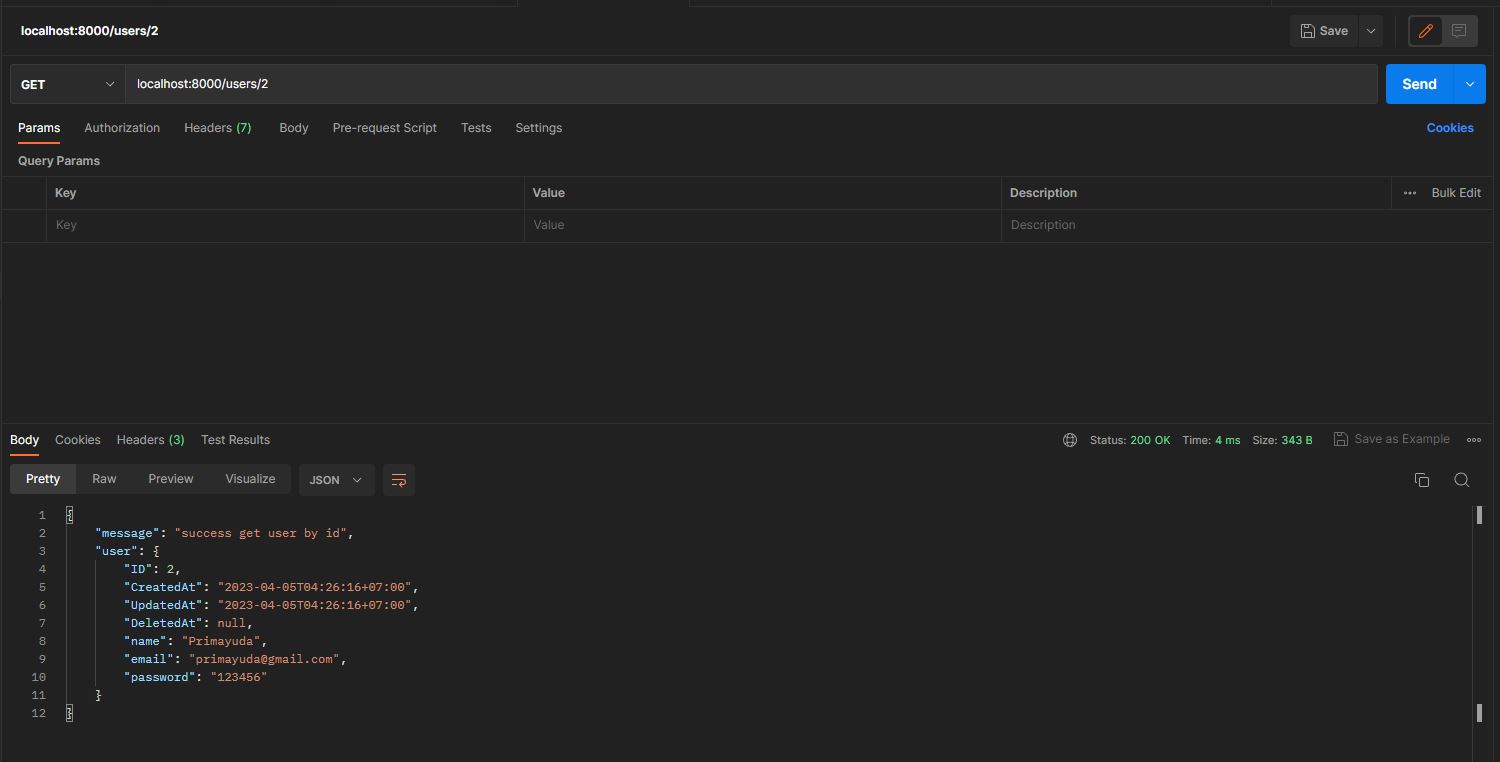 localhost:8000/users/2
Save
GET
localhost:8000/users/2
Send
Params Authorization Headers (7) Body Pre-request Script Tests Settings Cookies
Query Params
Key Value Description ••• Bulk Edit
Key Value Description
Body Cookies Headers (3) Test Results Status: 200 OK Time: 4 ms Size: 343 B Save as Example
Pretty Raw Preview Visualize JSON
1 {
2 "message": "success get user by id",
3 "user": {
4 "ID": 2,
5 "CreatedAt": "2023-04-05T04:26:16+07:00",
6 "UpdatedAt": "2023-04-05T04:26:16+07:00",
7 "DeletedAt": null,
8 "name": "Primayuda",
9 "email": "primayuda@gmail.com",
10 "password": "123456"
11 }
12 }